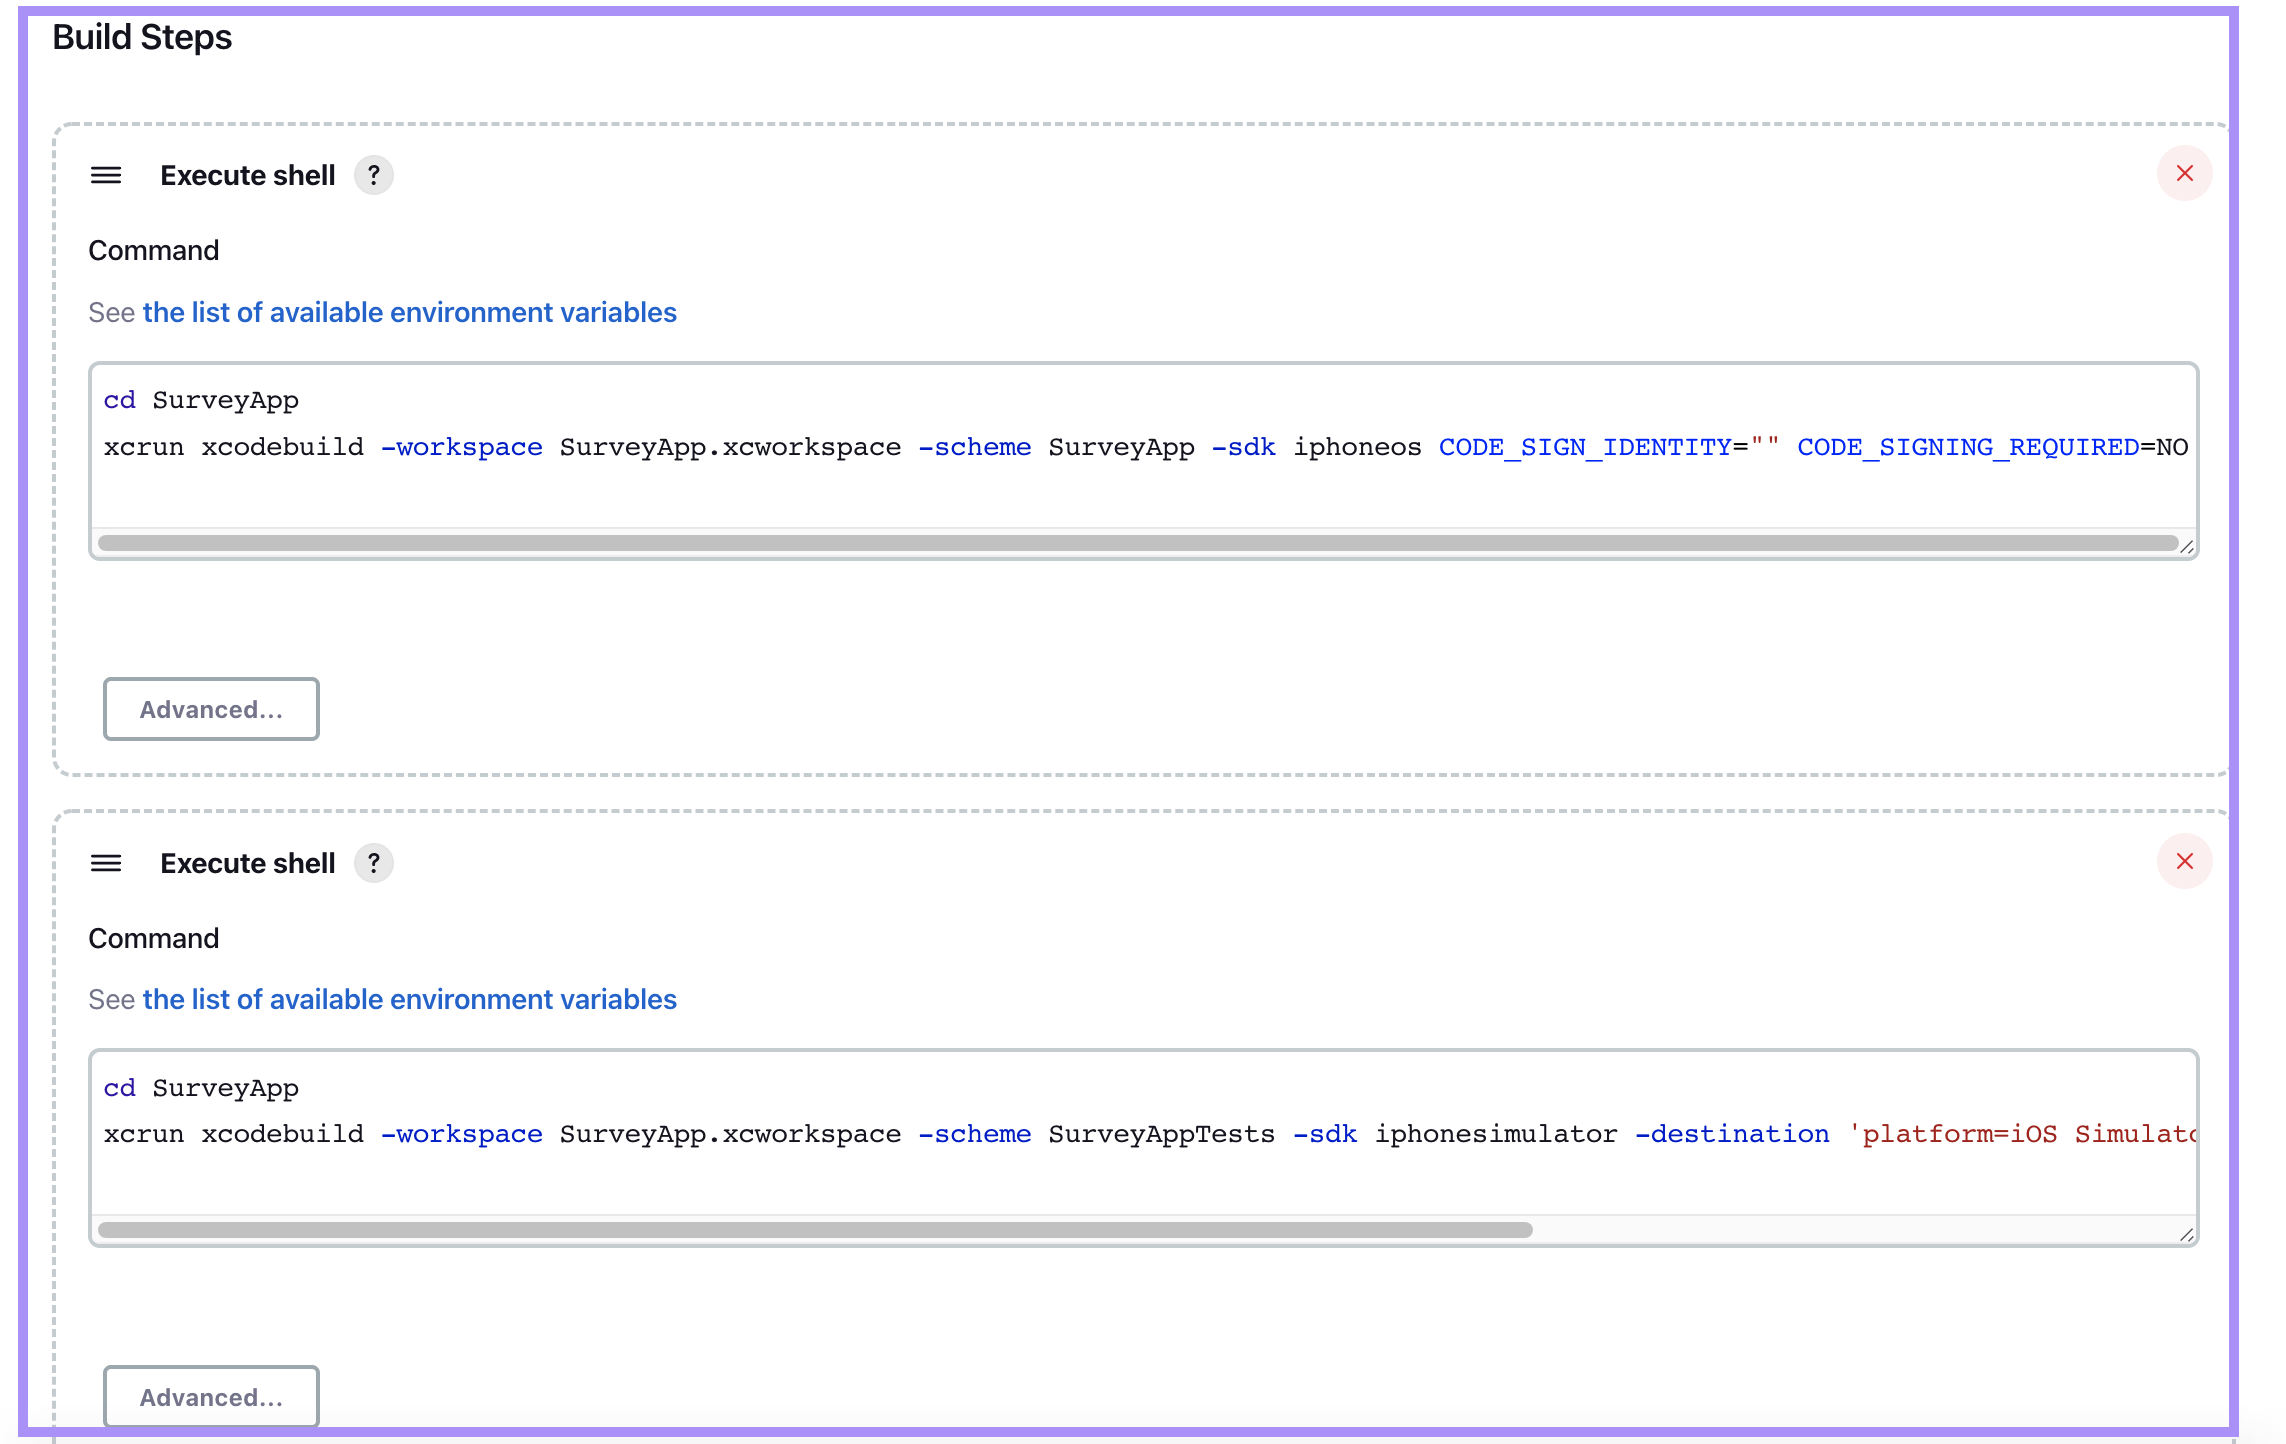 Build Steps
Execute shell ?
Command
See the list of available environment variables
cd SurveyApp
xcrun xcodebuild -workspace SurveyApp.xcworkspace -scheme SurveyApp -sdk iphoneos CODE_SIGN_IDENTITY="" CODE_SIGNING_REQUIRED=NO
Advanced...
Execute shell ?
Command
See the list of available environment variables
cd SurveyApp
xcrun xcodebuild -workspace SurveyApp.xcworkspace -scheme SurveyAppTests -sdk iphonesimulator -destination 'platform=iOS Simulato
Advanced...